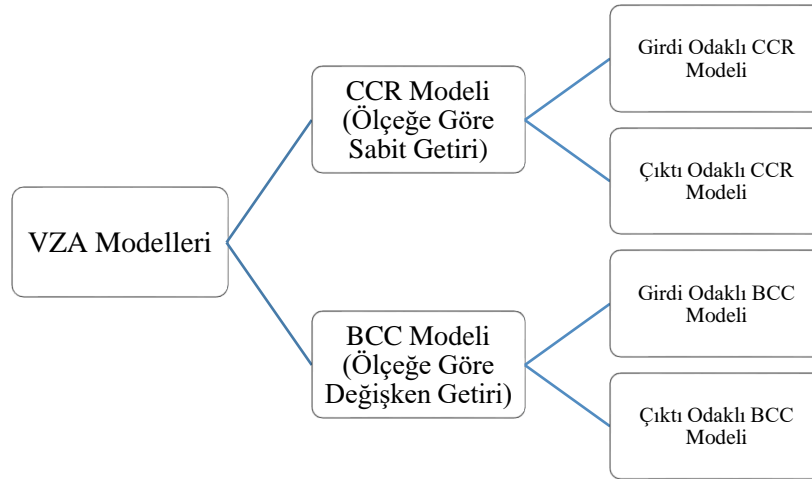 VZA Modelleri
CCR Modeli
(Ölçeğe Göre
Sabit Getiri)
Girdi Odaklı CCR
Modeli
Çıktı Odaklı CCR
Modeli
BCC Modeli
(Ölçeğe Göre
Değişken Getiri)
Girdi Odaklı BCC
Modeli
Çıktı Odaklı BCC
Modeli